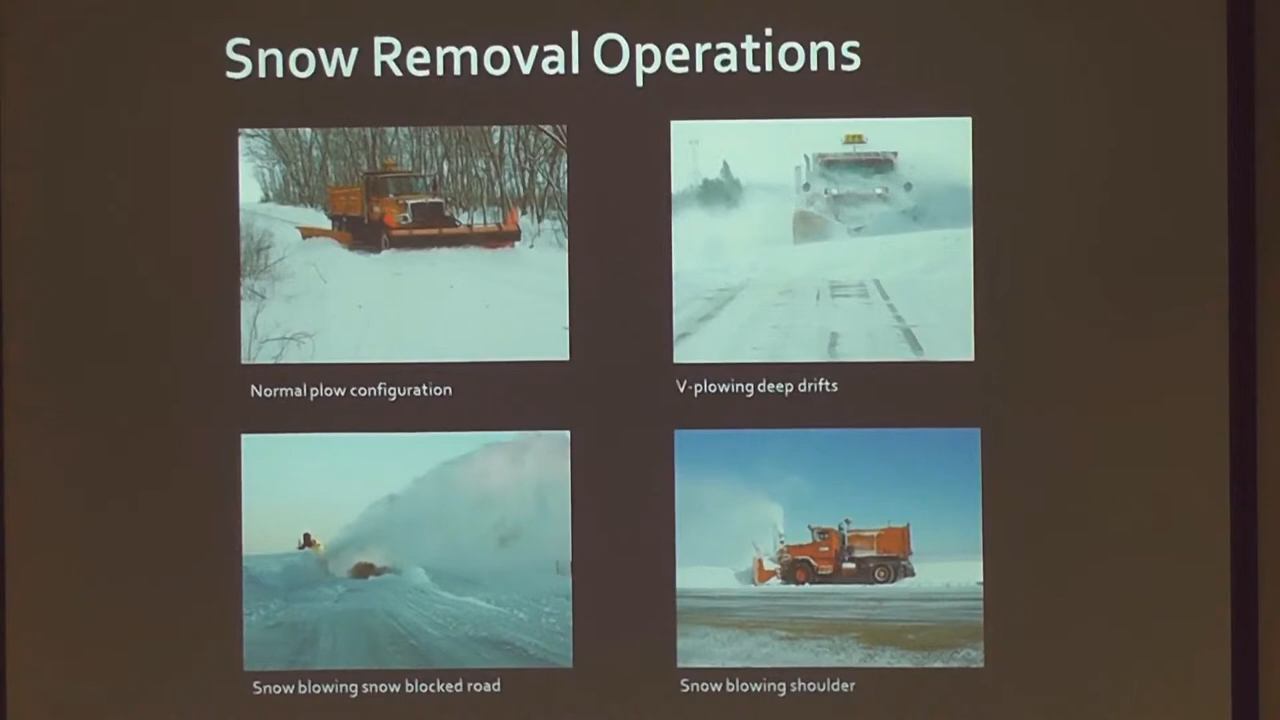 Snow Removal Operations
Normal plow configuration
V-plowing deep drifts
Snow blowing snow blocked road
Snow blowing shoulder